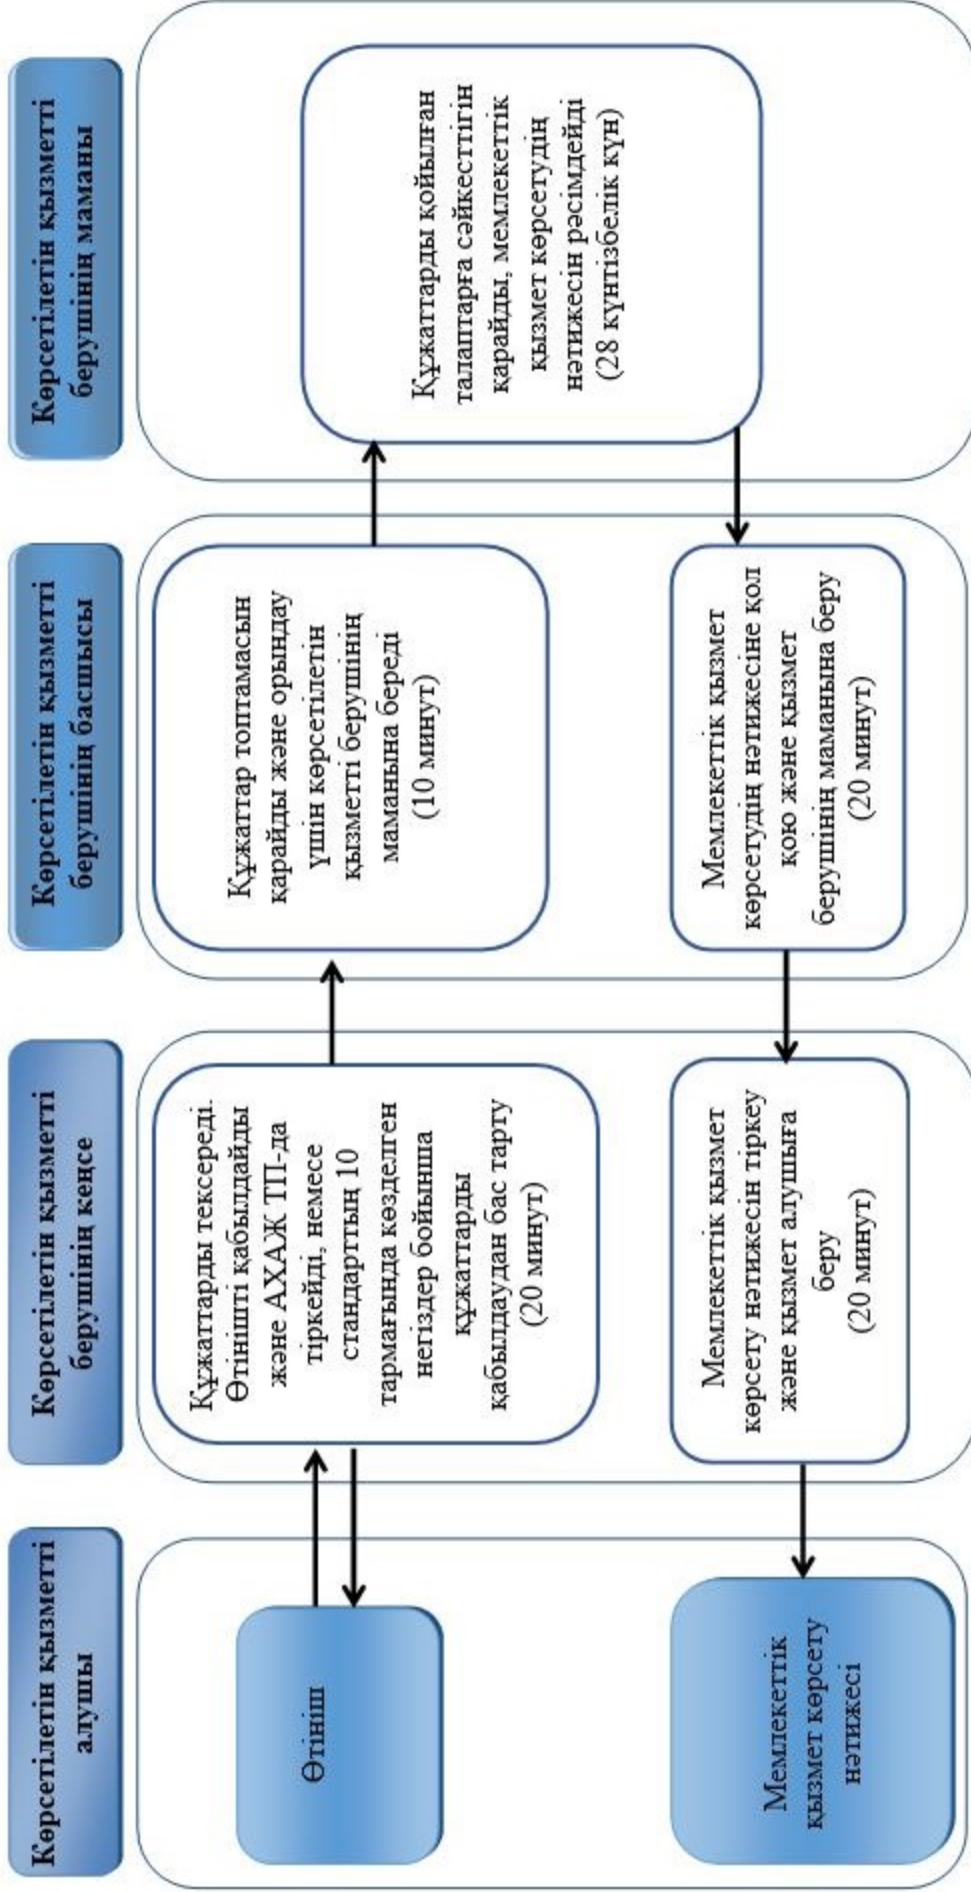 Көрсетілетін қызметті
алушы
Көрсетілетін қызметті
берушінің кеңсе
Көрсетілетін қызметті
берушінің басшысы
Көрсетілетін қызметті
берушінің маманы
Өтініш
Құжаттарды тексереді.
Өтінішті қабылдайды
және АХАЖ ТП-да
тіркейді, немесе
стандарттың 10
тармағында көзделген
негіздер бойынша
құжаттарды
қабылдаудан бас тарту
(20 минут)
Құжаттар топтамасын
қарайды және орындау
үшін көрсетілетін
қызметті берушінің
маманына береді
(10 минут)
Құжаттарды қойылған
талаптарға сәйкесттігін
қарайды, мемлекеттік
қызмет көрсетудің
нәтижесін рәсімдейді
(28 күнтізбелік күн)
Мемлекеттік
қызмет көрсету
нәтижесі
Мемлекеттік қызмет
көрсету нәтижесін тіркеу
және қызмет алушыға
беру
(20 минут)
Мемлекеттік қызмет
көрсетудің нәтижесіне қол
қою және қызмет
берушінің маманына беру
(20 минут)